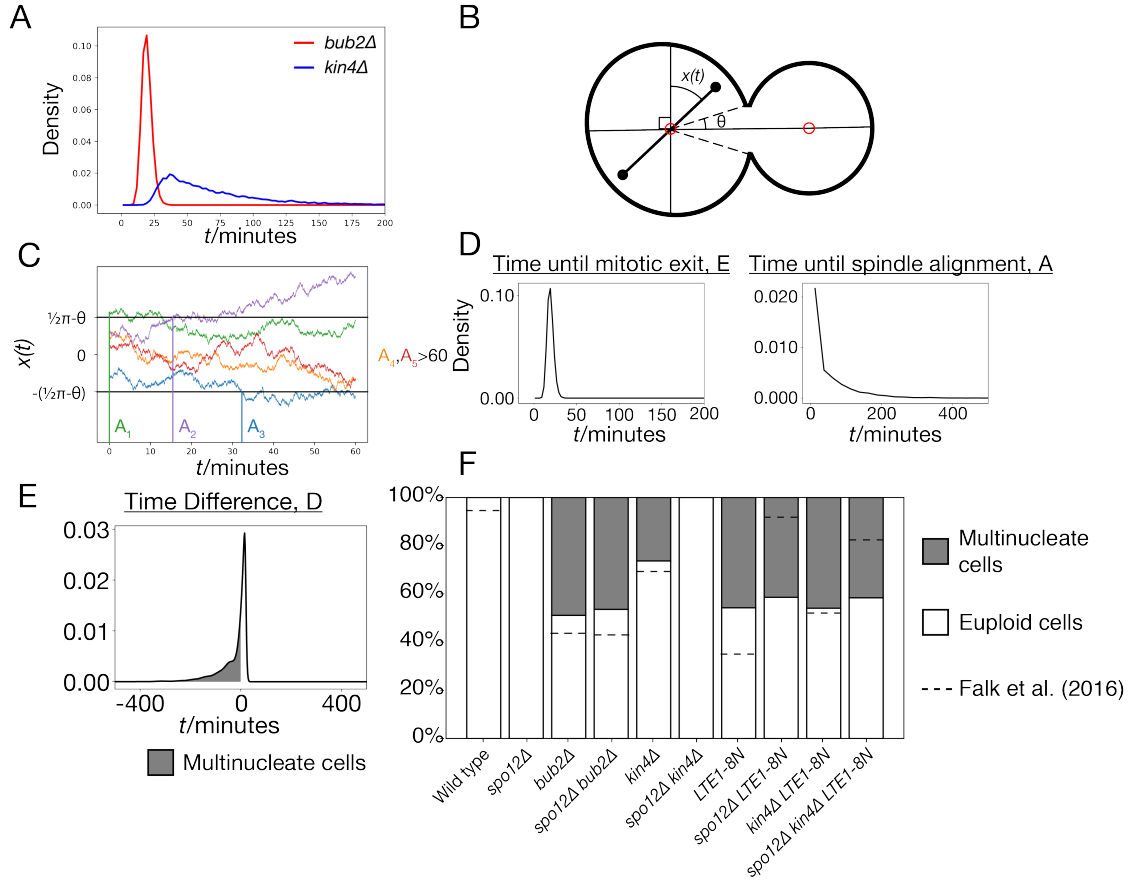 A
bub2Δ
kin4Δ
Density
0.10
0.08
0.06
0.04
0.02
0.00
0 25 50 75 100 125 150 175 200
t/minutes
B
x(t)
θ
C
½π-θ
0
-(½π-θ)
x(t)
A1
A2
A3
A4,A5>60
0 10 20 30 40 50 60
t/minutes
D
Time until mitotic exit, E
Density
0.10
0.00
0 50 100 150 200
t/minutes
Time until spindle alignment, A
0.020
0.010
0.000
0 200 400
t/minutes
E
Time Difference, D
0.03
0.02
0.01
0.00
-400 0 400
t/minutes
Multinucleate cells
F
100%
80%
60%
40%
20%
0%
Wild type
spo12Δ
bub2Δ
spo12Δ bub2Δ
kin4Δ
spo12Δ kin4Δ
LTE1-8N
spo12Δ LTE1-8N
kin4Δ LTE1-8N
spo12Δ kin4Δ LTE1-8N
Multinucleate
cells
Euploid cells
Falk et al. (2016)